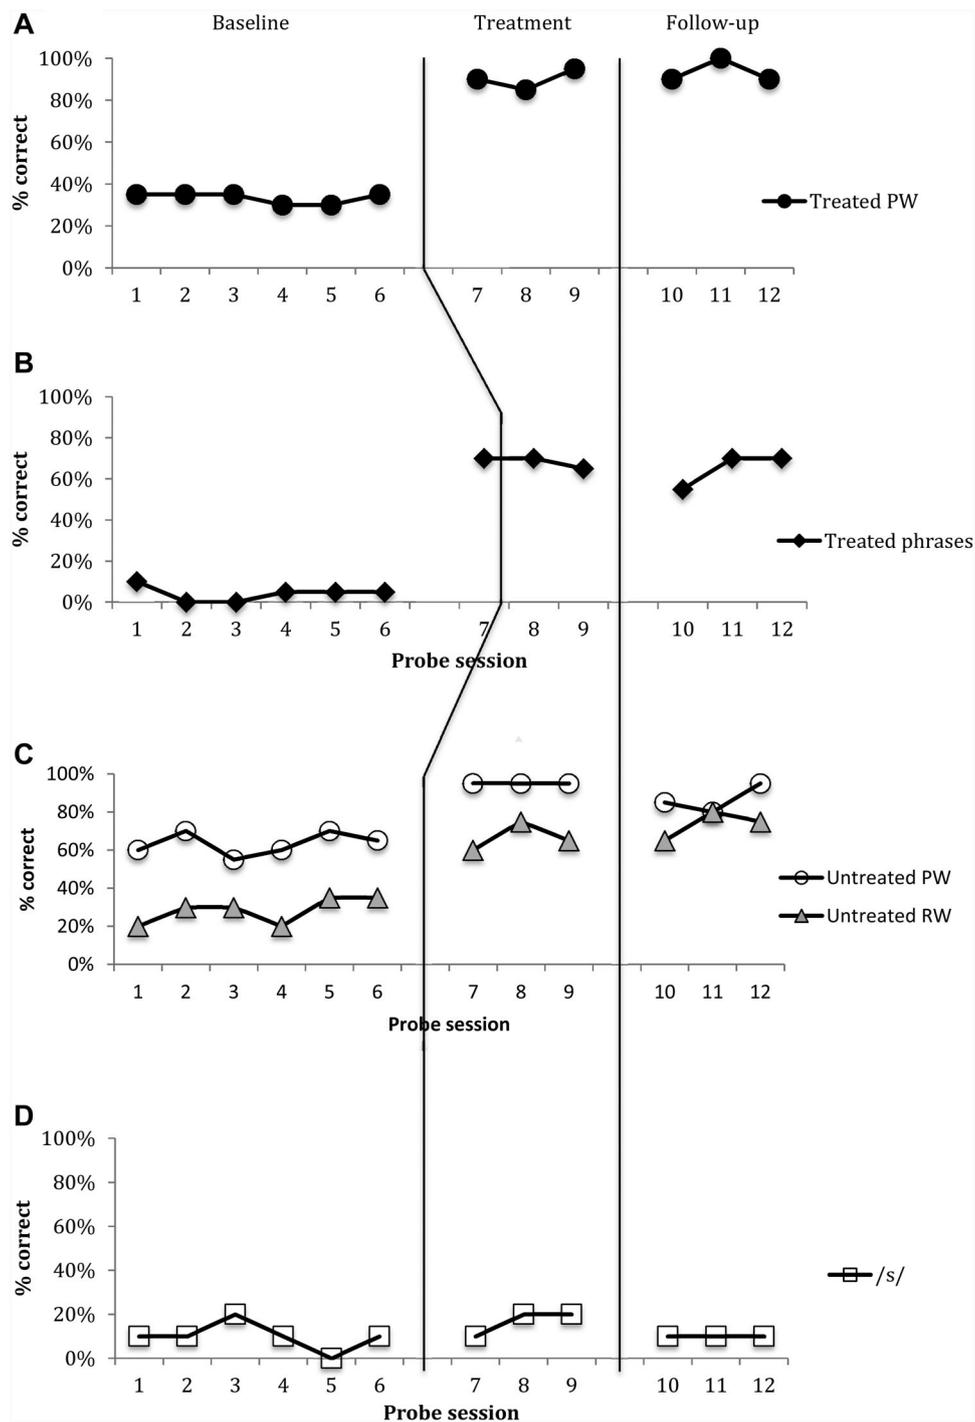 A
Baseline
Treatment
Follow-up
100%
80%
60%
40%
20%
0%
% correct
1 2 3 4 5 6 7 8 9 10 11 12
Treated PW
B
100%
80%
60%
40%
20%
0%
% correct
1 2 3 4 5 6 7 8 9 10 11 12
Treated phrases
Probe session
C
100%
80%
60%
40%
20%
0%
% correct
1 2 3 4 5 6 7 8 9 10 11 12
Untreated PW
Untreated RW
Probe session
D
100%
80%
60%
40%
20%
0%
% correct
1 2 3 4 5 6 7 8 9 10 11 12
/s/
Probe session